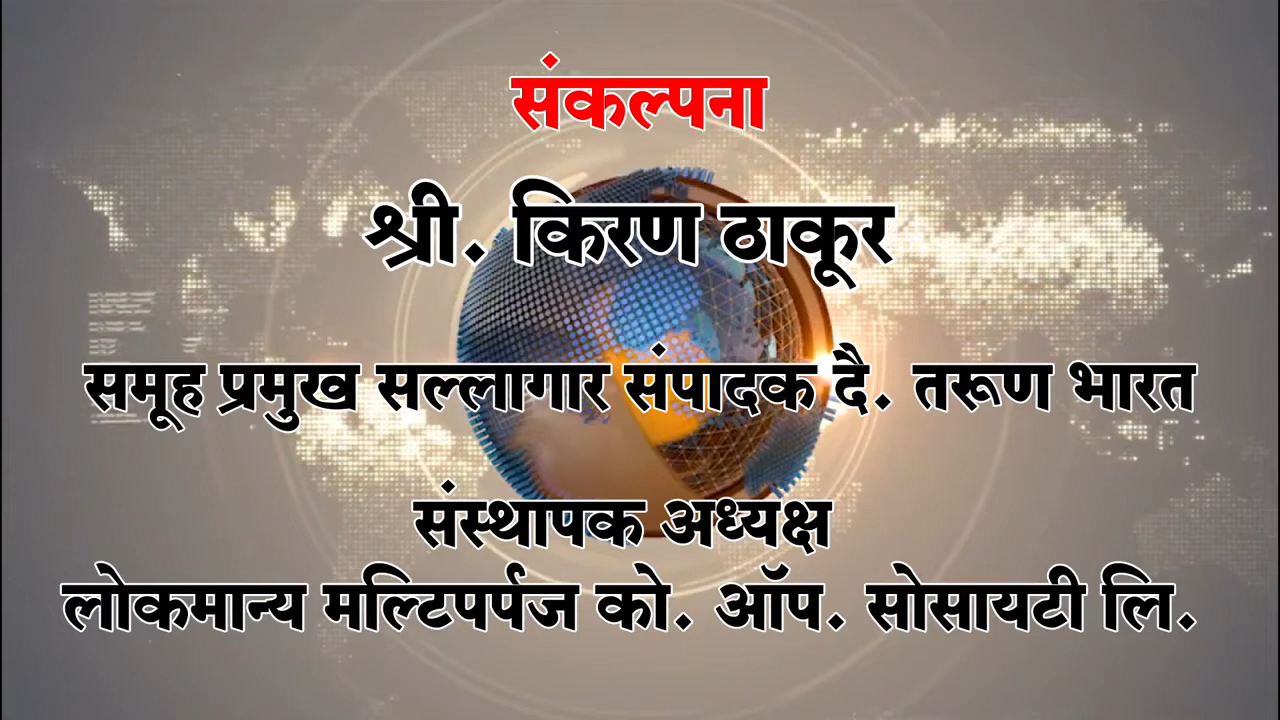 संकल्पना
श्री. किरण ठाकूर
समूह प्रमुख सल्लागार संपादक दै. तरूण भारत
संस्थापक अध्यक्ष
लोकमान्य मल्टिपर्पज को. ऑप. सोसायटी लि.